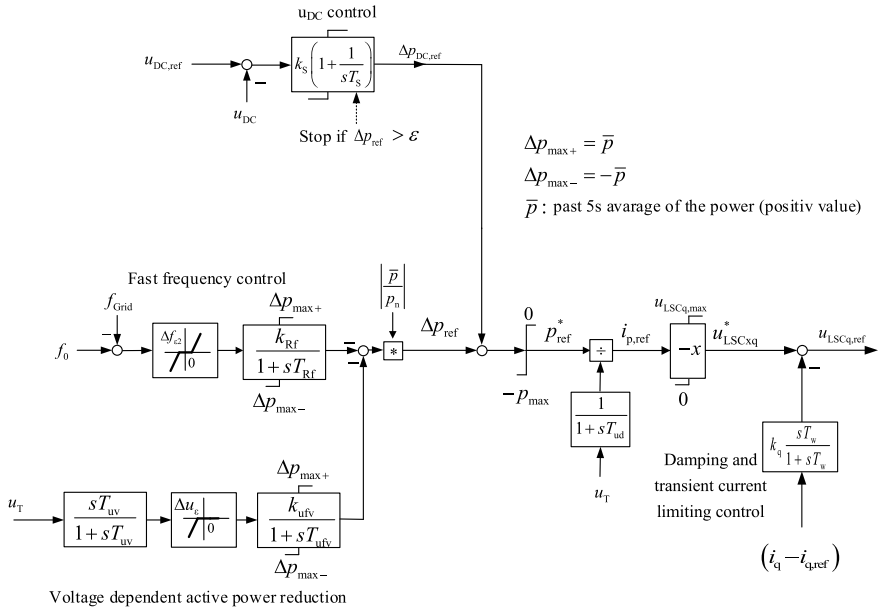 u_DC control
u_DC,ref
−
u_DC
k_S (1 + 1/(sT_S))
Δp_DC,ref
Stop if Δp_ref > ε
Δp_max+ = p̅
Δp_max− = −p̅
p̅ : past 5s avarage of the power (positiv value)
Fast frequency control
f_Grid
−
f_0
Δf_ε2
0
Δp_max+
k_Rf/(1 + sT_Rf)
Δp_max−
−
−
|p̅/p_n|
*
Δp_ref
0
−p_max
p*_ref
÷
i_p,ref
1/(1 + sT_ud)
u_T
u_LSCq,max
−x
0
u*_LSCxq
−
u_LSCq,ref
k_q sT_w/(1 + sT_w)
Damping and
transient current
limiting control
(i_q − i_q,ref)
u_T
sT_uv/(1 + sT_uv)
Δu_ε
0
Δp_max+
k_ufv/(1 + sT_ufv)
Δp_max−
Voltage dependent active power reduction